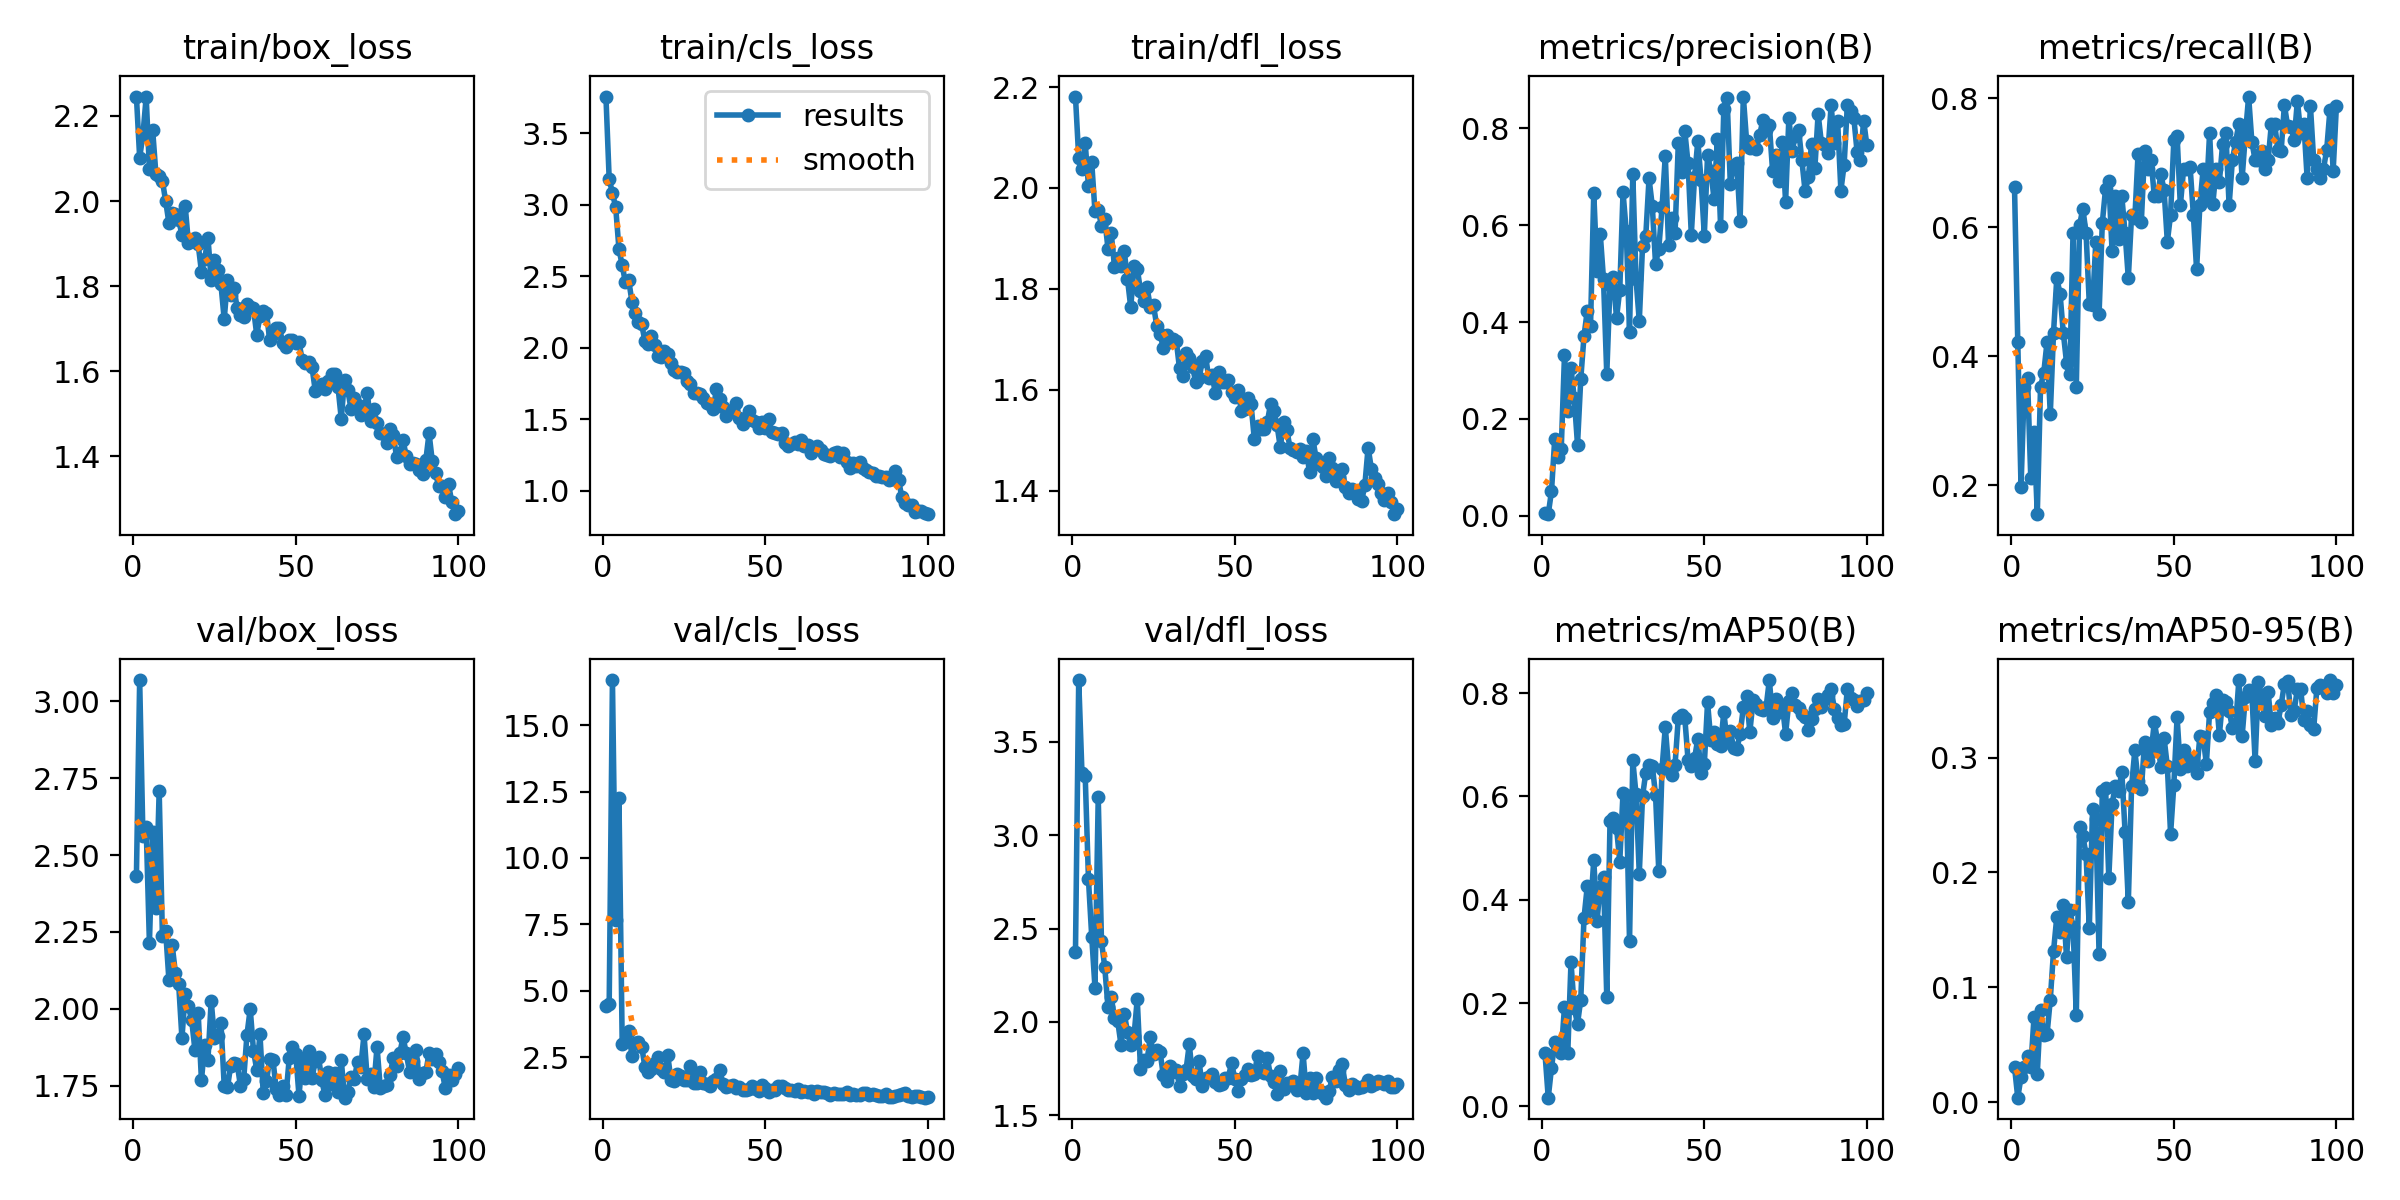 train/box_loss
2.2
2.0
1.8
1.6
1.4
0 50 100
train/cls_loss
results
smooth
3.5
3.0
2.5
2.0
1.5
1.0
0 50 100
train/dfl_loss
2.2
2.0
1.8
1.6
1.4
0 50 100
metrics/precision(B)
0.8
0.6
0.4
0.2
0.0
0 50 100
metrics/recall(B)
0.8
0.6
0.4
0.2
0 50 100
val/box_loss
3.00
2.75
2.50
2.25
2.00
1.75
0 50 100
val/cls_loss
15.0
12.5
10.0
7.5
5.0
2.5
0 50 100
val/dfl_loss
3.5
3.0
2.5
2.0
1.5
0 50 100
metrics/mAP50(B)
0.8
0.6
0.4
0.2
0.0
0 50 100
metrics/mAP50-95(B)
0.3
0.2
0.1
0.0
0 50 100